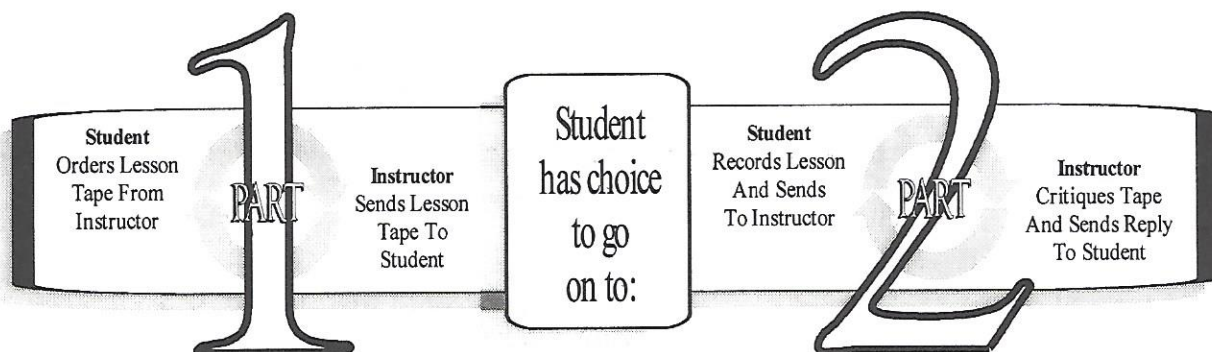 1
PART
Student
Orders Lesson
Tape From
Instructor
Instructor
Sends Lesson
Tape To
Student
Student
has choice
to go
on to:
2
PART
Student
Records Lesson
And Sends
To Instructor
Instructor
Critiques Tape
And Sends Reply
To Student